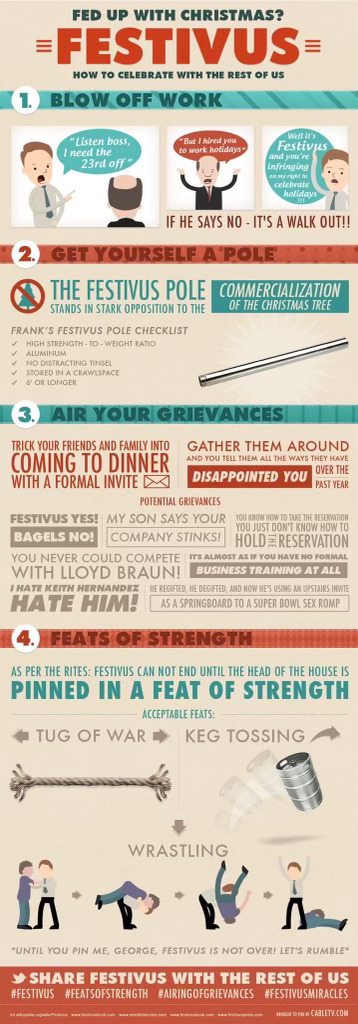 FED UP WITH CHRISTMAS?
FESTIVUS
HOW TO CELEBRATE WITH THE REST OF US
1. BLOW OFF WORK
"Listen boss,
I need the
23rd off"
"But I hired you
to work holidays"
Well it's
Festivus
and you're
infringing
on my right to
celebrate
holidays
!!!
IF HE SAYS NO - IT'S A WALK OUT!!
2. GET YOURSELF A POLE
THE FESTIVUS POLE
STANDS IN STARK OPPOSITION TO THE
COMMERCIALIZATION
OF THE CHRISTMAS TREE
FRANK'S FESTIVUS POLE CHECKLIST
✓ HIGH STRENGTH - TO - WEIGHT RATIO
✓ ALUMINUM
✓ NO DISTRACTING TINSEL
✓ STORED IN A CRAWLSPACE
✓ 6' OR LONGER
3. AIR YOUR GRIEVANCES
TRICK YOUR FRIENDS AND FAMILY INTO
COMING TO DINNER
WITH A FORMAL INVITE
GATHER THEM AROUND
AND YOU TELL THEM ALL THE WAYS THEY HAVE
DISAPPOINTED YOU OVER THE
PAST YEAR
POTENTIAL GRIEVANCES
FESTIVUS YES!
BAGELS NO!
MY SON SAYS YOUR
COMPANY STINKS!
YOU KNOW HOW TO TAKE THE RESERVATION
YOU JUST DON'T KNOW HOW TO
HOLD THE RESERVATION
YOU NEVER COULD COMPETE
WITH LLOYD BRAUN!
IT'S ALMOST AS IF YOU HAVE NO FORMAL
BUSINESS TRAINING AT ALL
I HATE KEITH HERNANDEZ
HATE HIM!
HE REGIFTED, HE DEGIFTED, AND NOW HE'S USING AN UPSTAIRS INVITE
AS A SPRINGBOARD TO A SUPER BOWL SEX ROMP
4. FEATS OF STRENGTH
AS PER THE RITES: FESTIVUS CAN NOT END UNTIL THE HEAD OF THE HOUSE IS
PINNED IN A FEAT OF STRENGTH
ACCEPTABLE FEATS:
TUG OF WAR
KEG TOSSING
WRASTLING
"UNTIL YOU PIN ME, GEORGE, FESTIVUS IS NOT OVER! LET'S RUMBLE"
SHARE FESTIVUS WITH THE REST OF US
#FESTIVUS #FEATSOFSTRENGTH #AIRINGOFGRIEVANCES #FESTIVUSMIRACLES
BROUGHT TO YOU BY CABLETV.COM